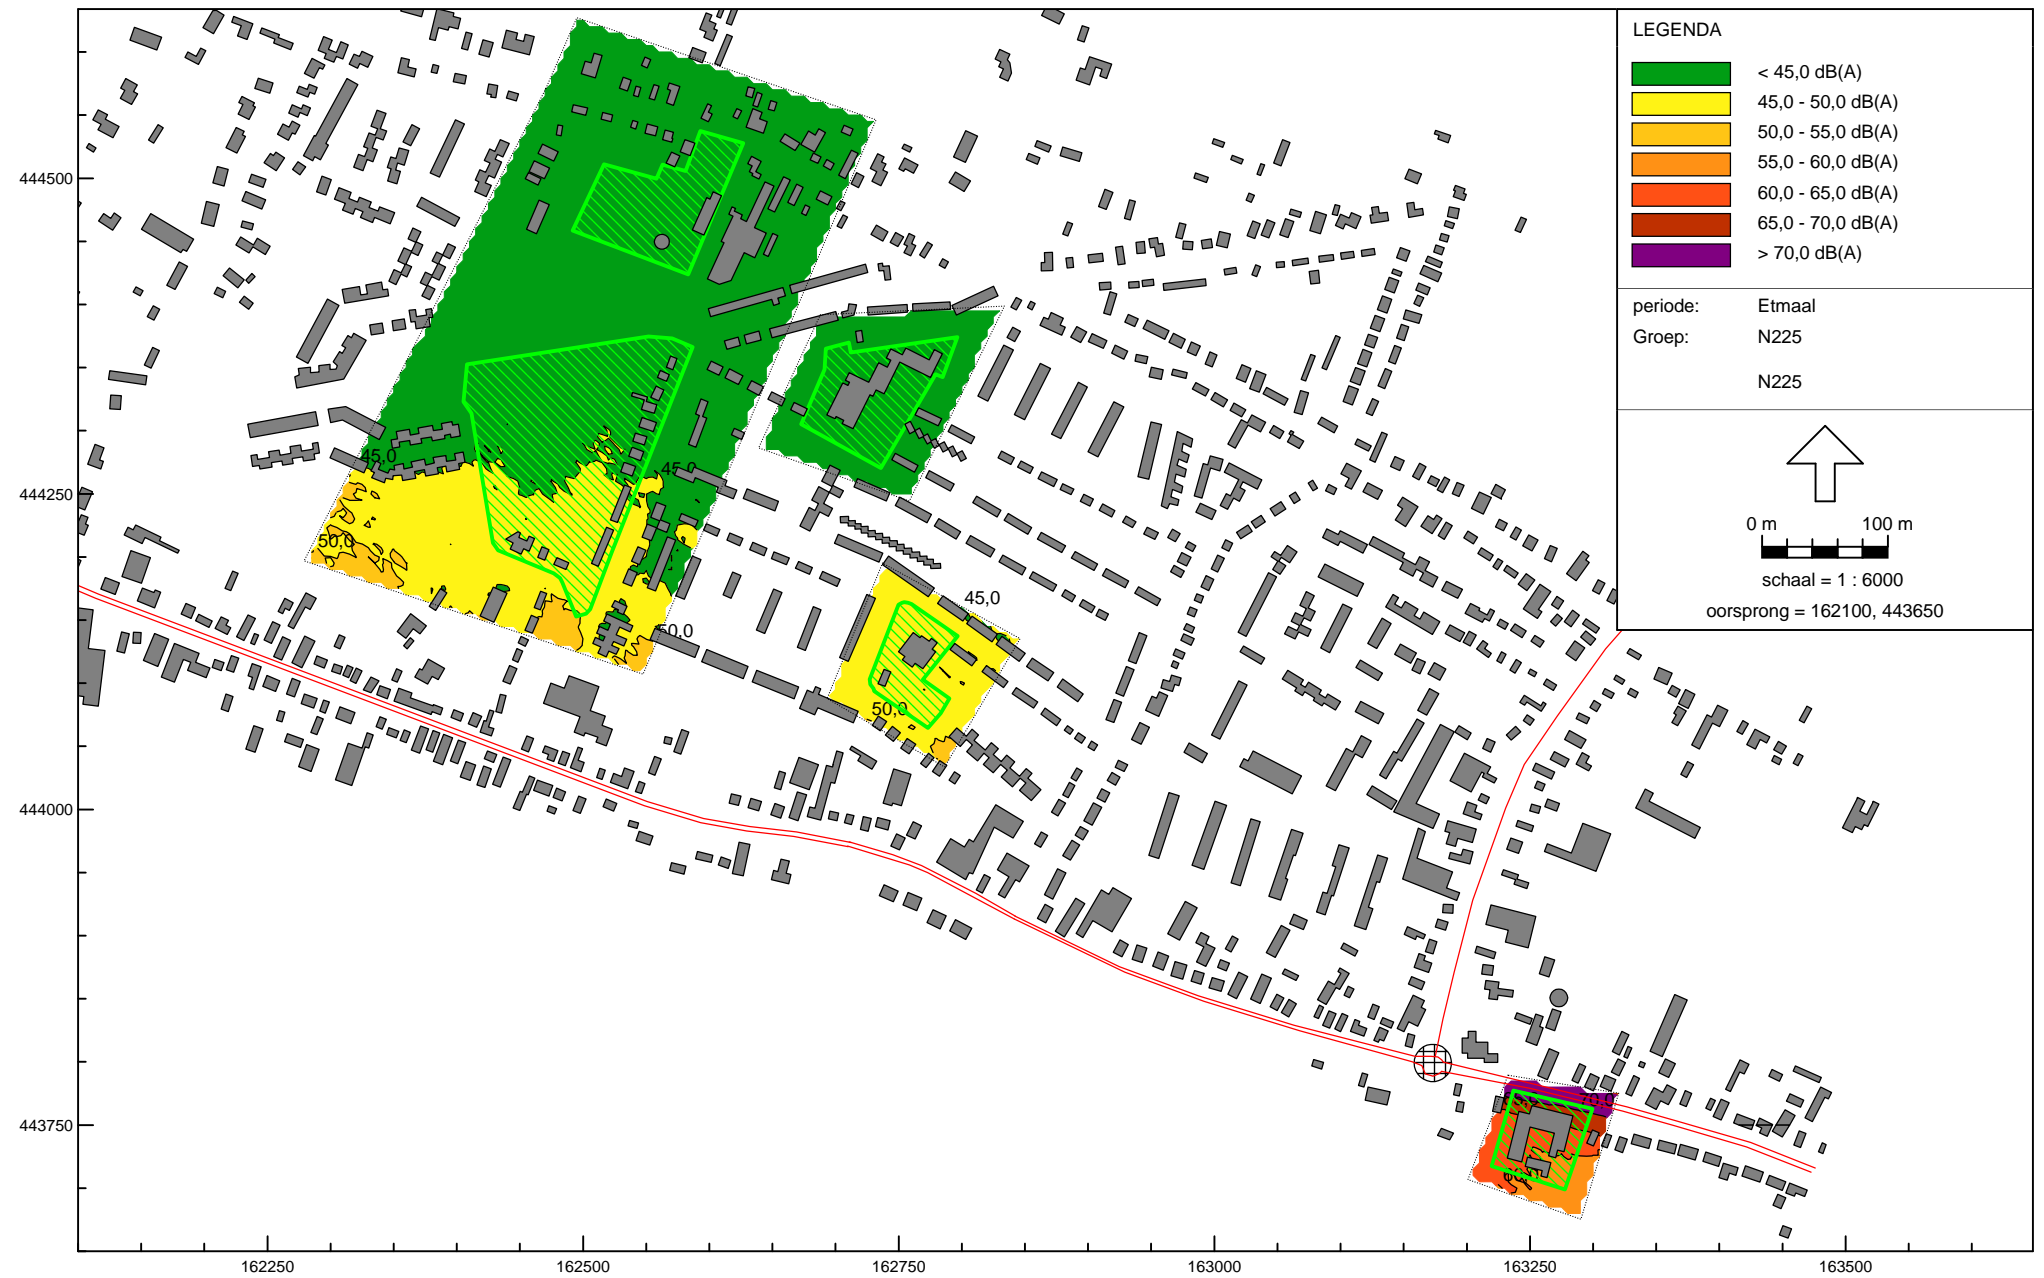 LEGENDA
< 45,0 dB(A)
45,0 - 50,0 dB(A)
50,0 - 55,0 dB(A)
55,0 - 60,0 dB(A)
60,0 - 65,0 dB(A)
65,0 - 70,0 dB(A)
> 70,0 dB(A)
periode: Etmaal
Groep: N225
N225
0 m 100 m
schaal = 1 : 6000
oorsprong = 162100, 443650
444500
444250
444000
443750
45,0
45,0
50,0
50,0
45,0
50,0
162250 162500 162750 163000 163250 163500